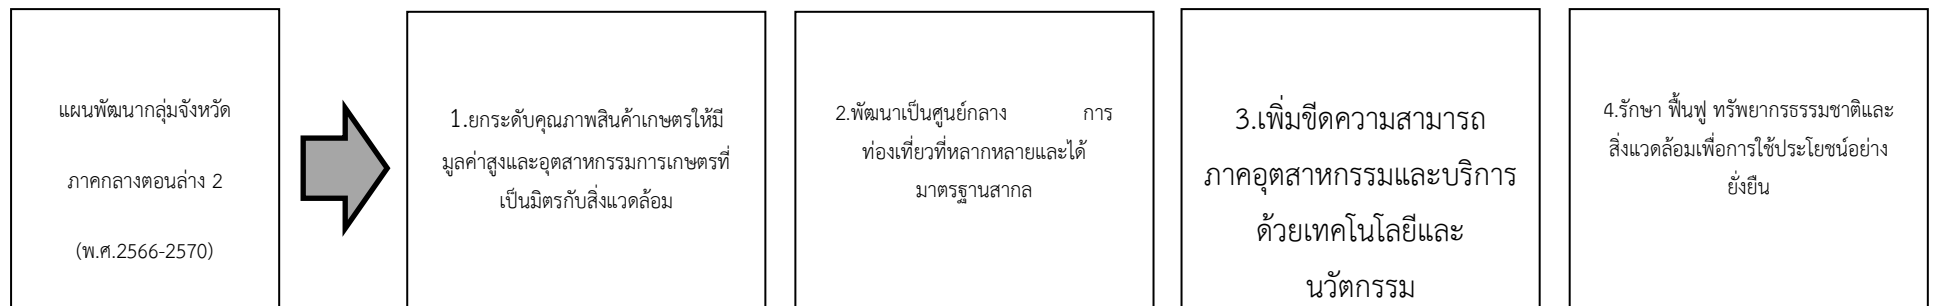 แผนพัฒนากลุ่มจังหวัด
ภาคกลางตอนล่าง 2
(พ.ศ.2566-2570)
1.ยกระดับคุณภาพสินค้าเกษตรให้มี
มูลค่าสูงและอุตสาหกรรมการเกษตรที่
เป็นมิตรกับสิ่งแวดล้อม
2.พัฒนาเป็นศูนย์กลาง การ
ท่องเที่ยวที่หลากหลายและได้
มาตรฐานสากล
3.เพิ่มขีดความสามารถ
ภาคอุตสาหกรรมและบริการ
ด้วยเทคโนโลยีและ
นวัตกรรม
4.รักษา ฟื้นฟู ทรัพยากรธรรมชาติและ
สิ่งแวดล้อมเพื่อการใช้ประโยชน์อย่าง
ยั่งยืน